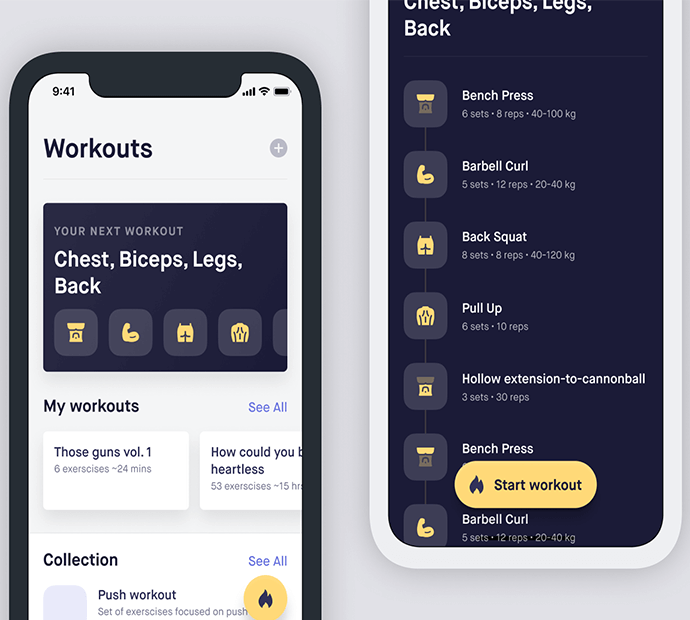 9:41
Workouts
YOUR NEXT WORKOUT
Chest, Biceps, Legs,
Back
My workouts
See All
Those guns vol. 1
6 exerscises ~24 mins
How could you b
heartless
53 exerscises ~15 hrs
Collection
See All
Push workout
Set of exerscises focused on push
Chest, Biceps, Legs,
Back
Bench Press
6 sets • 8 reps • 40-100 kg
Barbell Curl
5 sets • 12 reps • 20-40 kg
Back Squat
8 sets • 8 reps • 40-120 kg
Pull Up
6 sets • 10 reps
Hollow extension-to-cannonball
3 sets • 30 reps
Bench Press
Start workout
Barbell Curl
5 sets • 12 reps • 20-40 kg